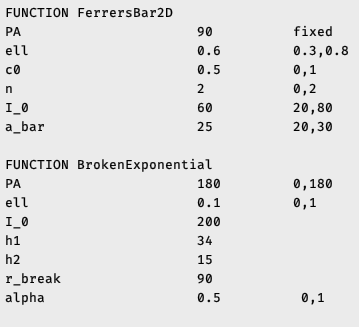 FUNCTION FerrersBar2D
PA 90 fixed
ell 0.6 0.3,0.8
c0 0.5 0,1
n 2 0,2
I_0 60 20,80
a_bar 25 20,30
FUNCTION BrokenExponential
PA 180 0,180
ell 0.1 0,1
I_0 200
h1 34
h2 15
r_break 90
alpha 0.5 0,1